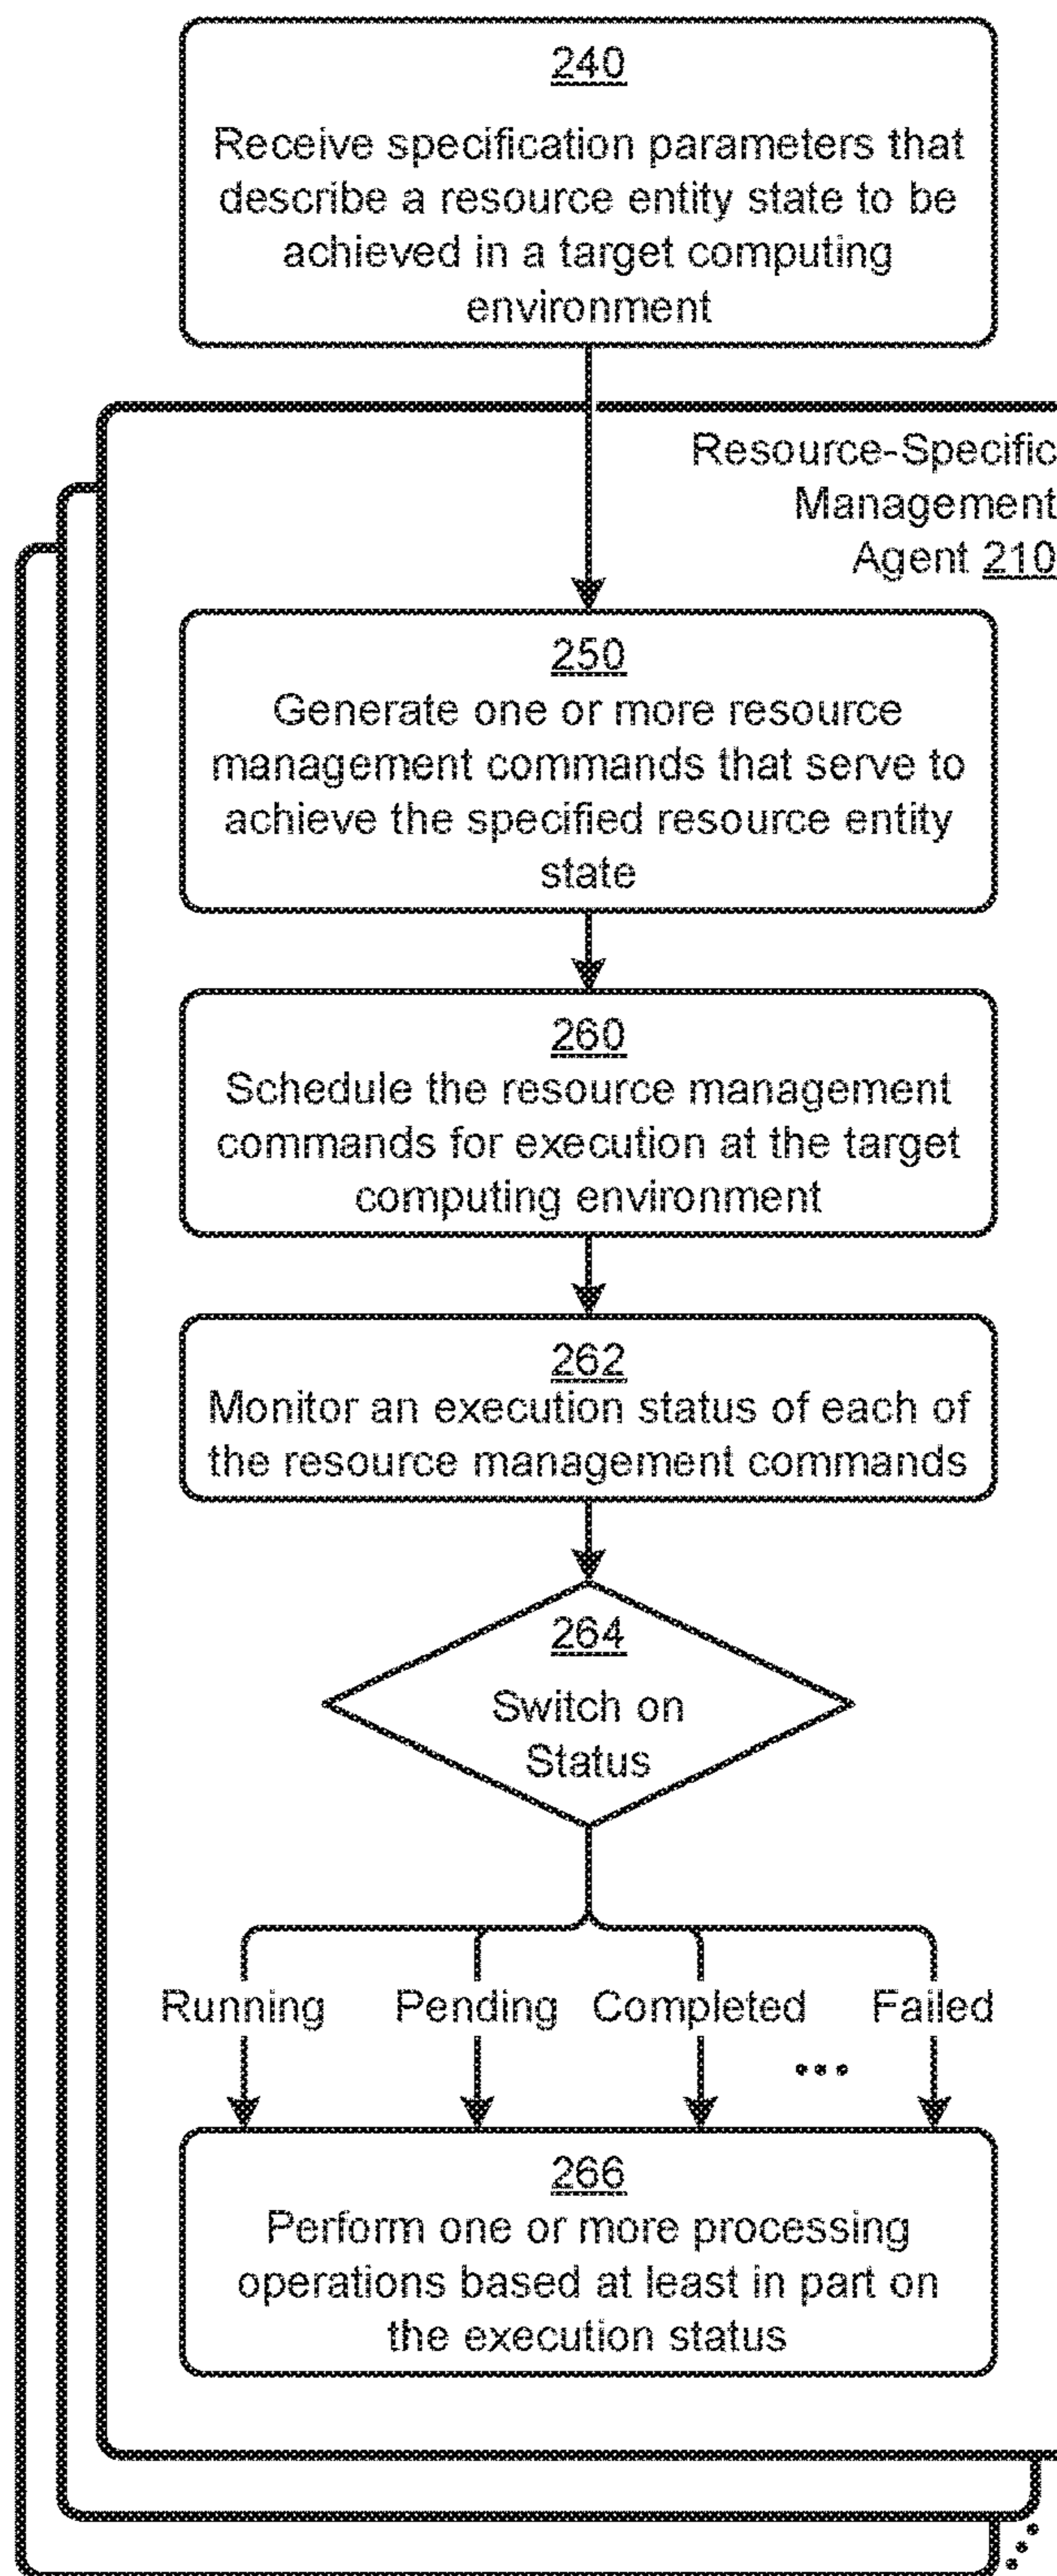 240
Receive specification parameters that
describe a resource entity state to be
achieved in a target computing
environment
Resource-Specific
Management
Agent 210
250
Generate one or more resource
management commands that serve to
achieve the specified resource entity
state
260
Schedule the resource management
commands for execution at the target
computing environment
262
Monitor an execution status of each of
the resource management commands
264
Switch on
Status
Running Pending Completed Failed
...
266
Perform one or more processing
operations based at least in part on
the execution status